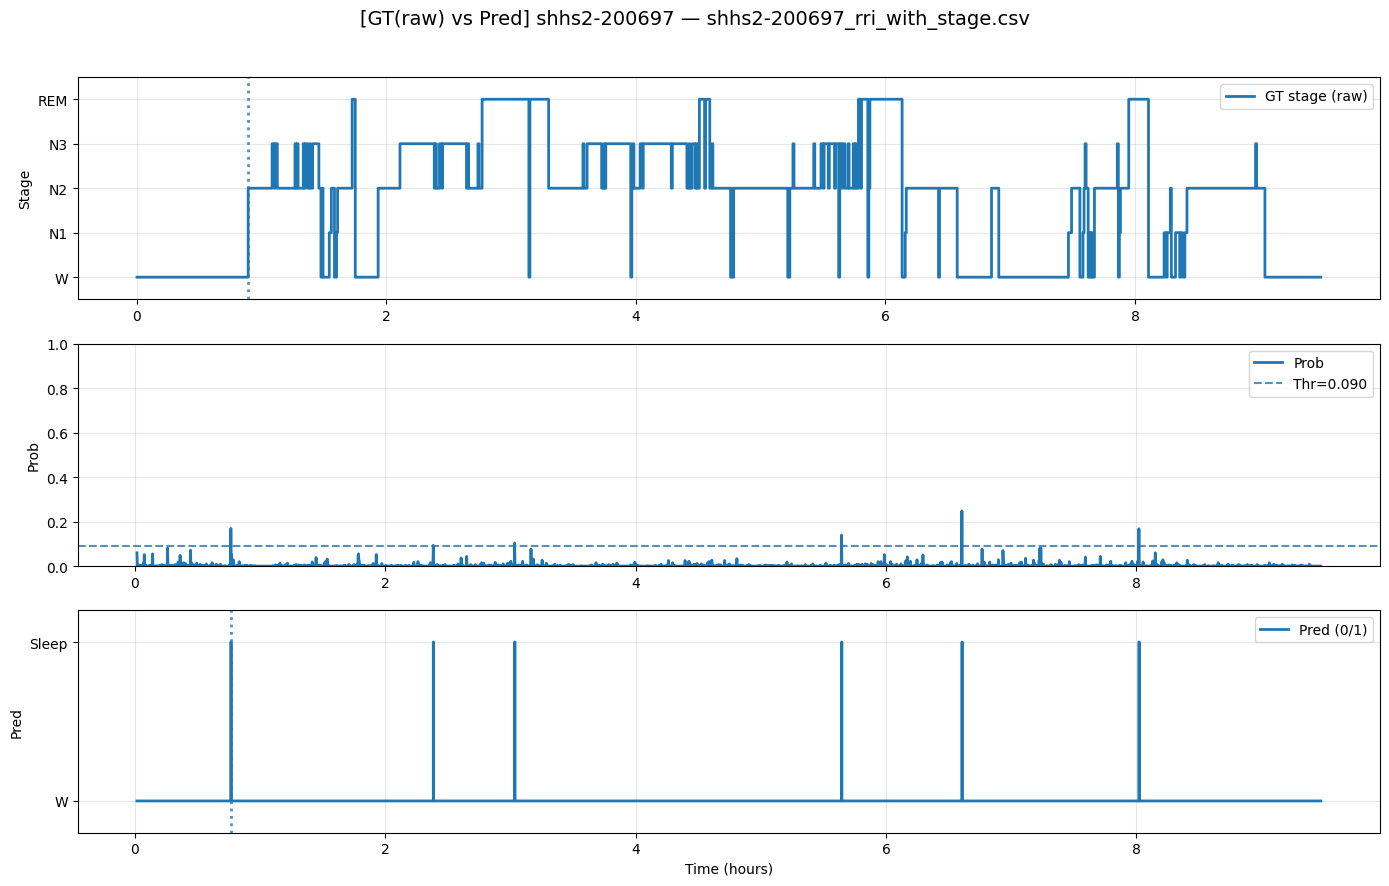 [GT(raw) vs Pred] shhs2-200697 — shhs2-200697_rri_with_stage.csv
REM
N3
N2
N1
W
Stage
GT stage (raw)
0 2 4 6 8
1.0
0.8
0.6
0.4
0.2
0.0
Prob
Prob
Thr=0.090
0 2 4 6 8
Sleep
W
Pred
Pred (0/1)
0 2 4 6 8
Time (hours)